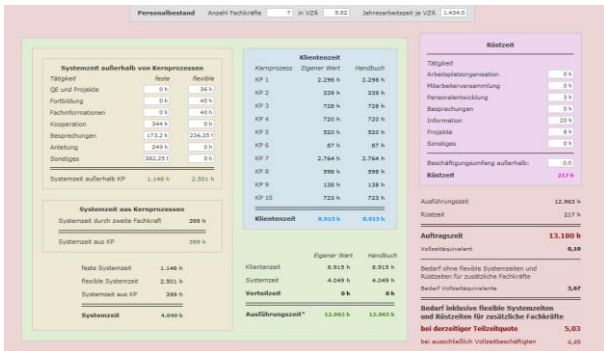 Personalbestand Anzahl Fachkräfte 7 in VZÄ 5.52 Jahresarbeitszeit je VZÄ 1.434.0
Systemzeit außerhalb von Kernprozessen
Tätigkeit feste flexible
QE und Projekte 0 h 36 h
Fortbildung 0 h 45 h
Fachinformationen 0 h 40 h
Kooperation 344 h 0 h
Besprechungen 173,2 h 236,25 h
Anleitung 249 h 0 h
Sonstiges 382,25 h 0 h
Systemzeit außerhalb KP 1.148 h 2.501 h
Systemzeit aus Kernprozessen
Systemzeit durch zweite Fachkraft 399 h
Systemzeit aus KP 399 h
feste Systemzeit 1.148 h
flexible Systemzeit 2.501 h
Systemzeit aus KP 399 h
Systemzeit 4.049 h
Klientenzeit
Kernprozess Eigener Wert Handbuch
KP 1 2.298 h 2.298 h
KP 2 339 h 339 h
KP 3 728 h 728 h
KP 4 720 h 720 h
KP 5 520 h 520 h
KP 6 87 h 87 h
KP 7 2.764 h 2.764 h
KP 8 598 h 598 h
KP 9 138 h 138 h
KP 10 723 h 723 h
Klientenzeit 8.915 h 8.915 h
Eigener Wert Handbuch
Klientenzeit 8.915 h 8.915 h
Systemzeit 4.049 h 4.049 h
Verteilzeit 0 h 0 h
Ausführungszeit* 12.963 h 12.963 h
Rüstzeit
Tätigkeit
Arbeitsplatzorganisation 0 h
Mitarbeiterversammlung 0 h
Personalentwicklung 3 h
Besprechungen 0 h
Information 20 h
Projekte 8 h
Sonstiges 0 h
Beschäftigungsumfang außerhalb: 0.0
Rüstzeit 217 h
Ausführungszeit 12.963 h
Rüstzeit 217 h
Auftragszeit 13.180 h
Vollzeitequivalent 9,19
Bedarf ohne flexible Systemzeiten und
Rüstzeiten für zusätzliche Fachkräfte
Bedarf Vollzeitequivalente 3,67
Bedarf inklusive flexible Systemzeiten
und Rüstzeiten für zusätzliche Fachkräfte
bei derzeitiger Teilzeitquote 5,03
bei ausschließlich Vollzeitbeschäftigten 4,49